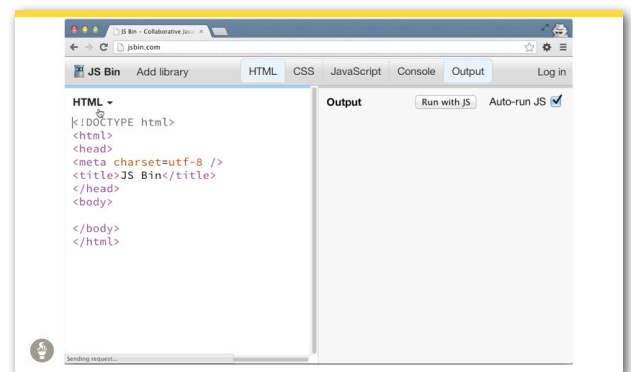 JS Bin – Collaborative Java
jsbin.com
JS Bin Add library HTML CSS JavaScript Console Output Log in
HTML
Output Run with JS Auto-run JS
<!DOCTYPE html>
<html>
<head>
<meta charset=utf-8 />
<title>JS Bin</title>
</head>
<body>
</body>
</html>
Sending request...